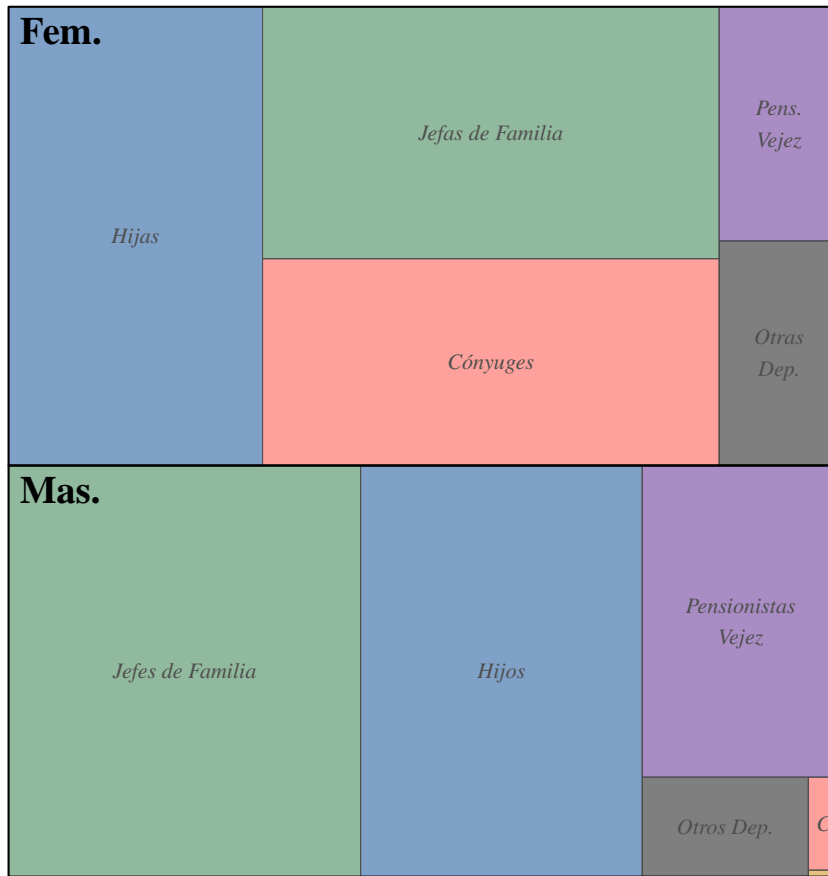 Fem.
Hijas
Jefas de Familia
Pens.
Vejez
Cónyuges
Otras
Dep.
Mas.
Jefes de Familia
Hijos
Pensionistas
Vejez
Otros Dep.
C